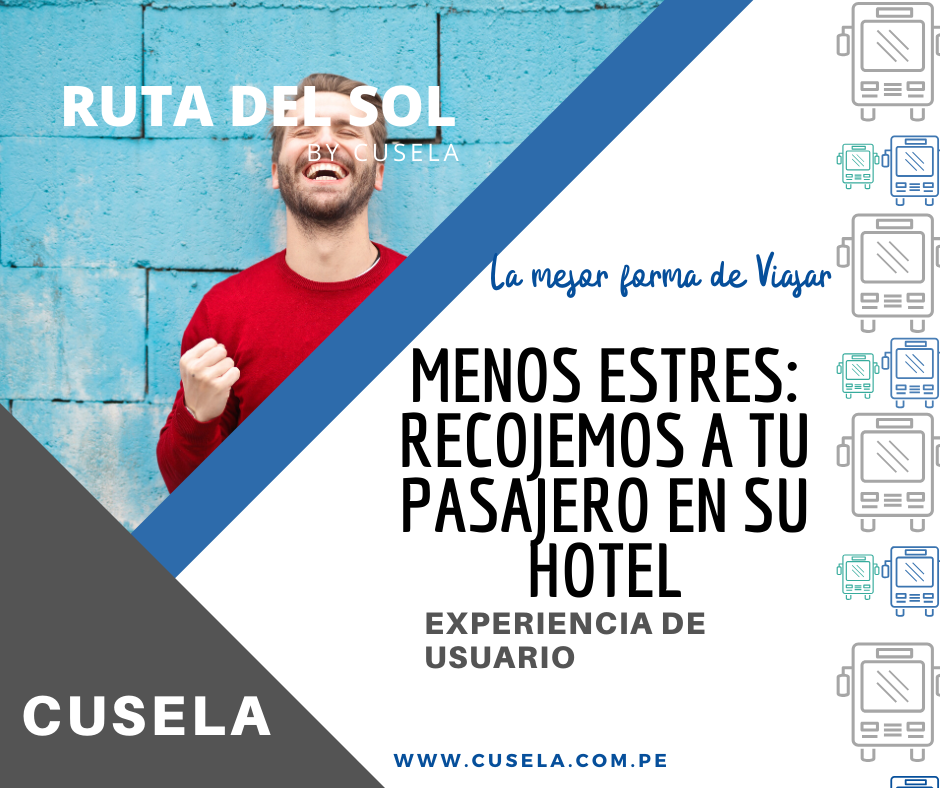 RUTA DEL SOL
BY CUSELA
La mejor forma de Viajar
MENOS ESTRES:
RECOJEMOS A TU
PASAJERO EN SU
HOTEL
EXPERIENCIA DE
USUARIO
CUSELA
WWW.CUSELA.COM.PE